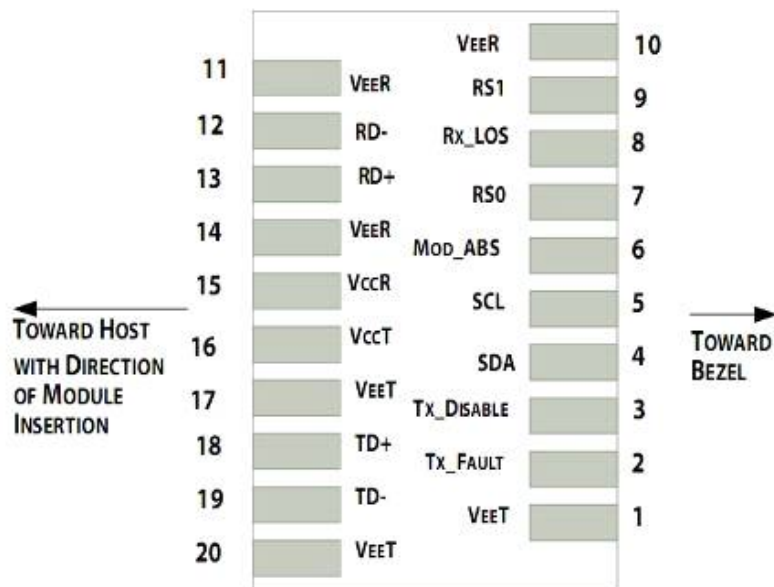 11 VEER
12 RD-
13 RD+
14 VEER
15 VCCR
16 VCCT
17 VEET
18 TD+
19 TD-
20 VEET
VEER 10
RS1 9
RX_LOS 8
RS0 7
MOD_ABS 6
SCL 5
SDA 4
TX_DISABLE 3
TX_FAULT 2
VEET 1
TOWARD HOST
WITH DIRECTION
OF MODULE
INSERTION
TOWARD
BEZEL